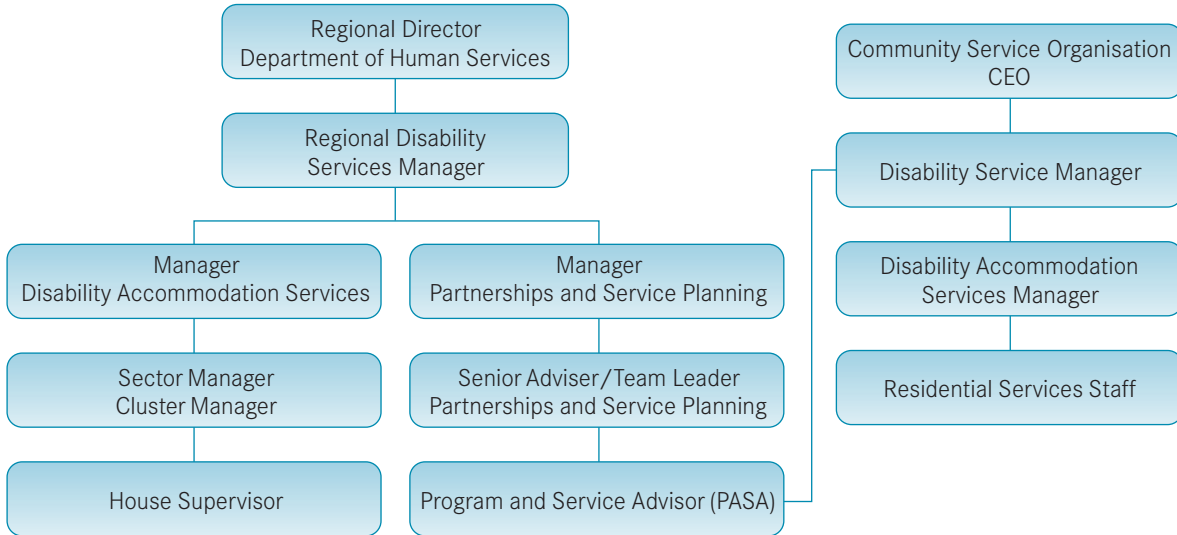 Regional Director
Department of Human Services
Regional Disability
Services Manager
Manager
Disability Accommodation Services
Sector Manager
Cluster Manager
House Supervisor
Manager
Partnerships and Service Planning
Senior Adviser/Team Leader
Partnerships and Service Planning
Program and Service Advisor (PASA)
Community Service Organisation
CEO
Disability Service Manager
Disability Accommodation
Services Manager
Residential Services Staff